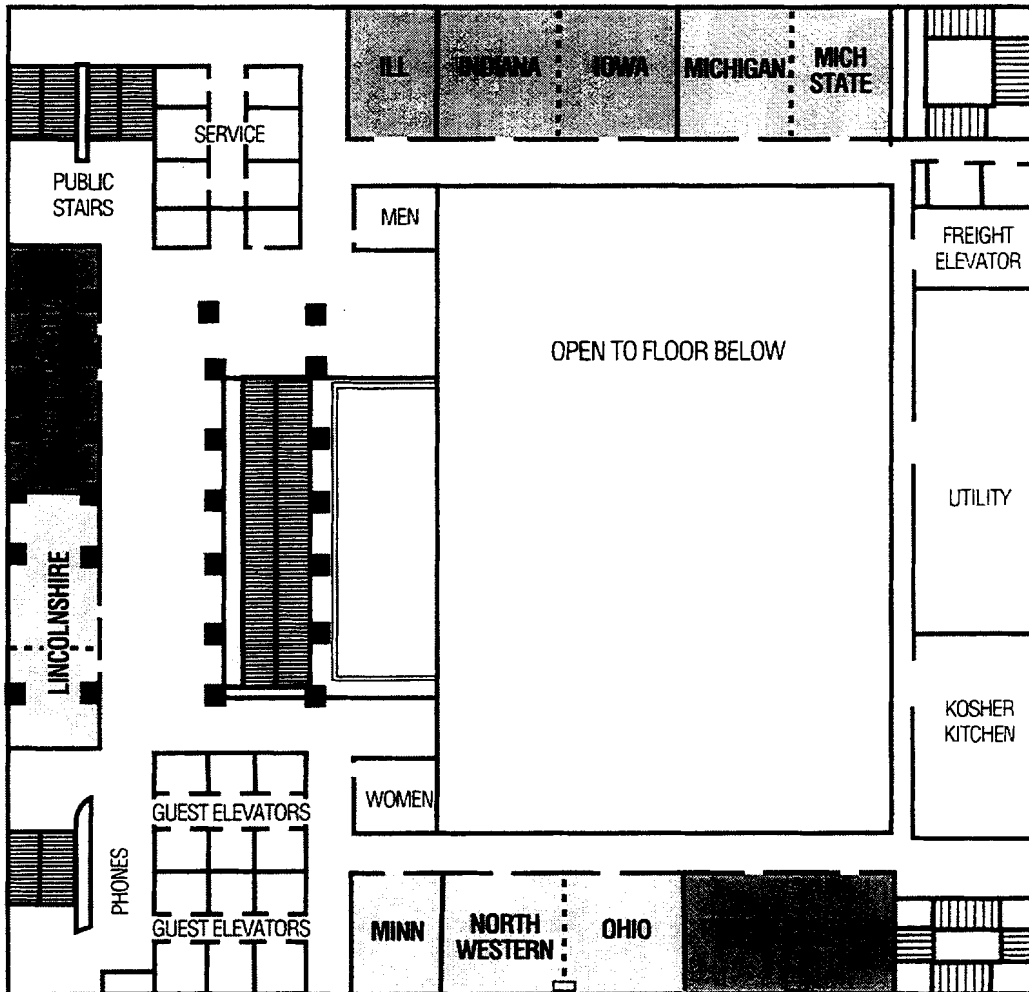 ILL
INDIANA
IOWA
MICHIGAN
MICH
STATE
SERVICE
PUBLIC
STAIRS
MEN
FREIGHT
ELEVATOR
OPEN TO FLOOR BELOW
UTILITY
LINCOLNSHIRE
KOSHER
KITCHEN
WOMEN
GUEST ELEVATORS
PHONES
GUEST ELEVATORS
MINN
NORTH
WESTERN
OHIO